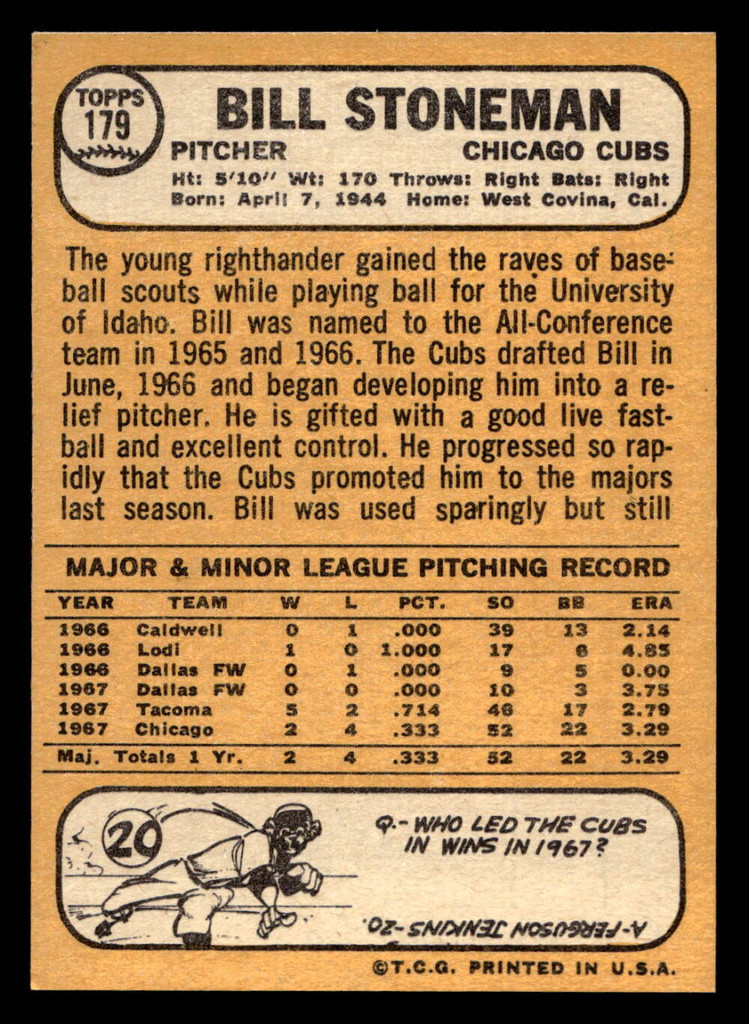 TOPPS
179
BILL STONEMAN
PITCHER CHICAGO CUBS
Ht: 5'10" Wt: 170 Throws: Right Bats: Right
Born: April 7, 1944 Home: West Covina, Cal.
The young righthander gained the raves of base-
ball scouts while playing ball for the University
of Idaho. Bill was named to the All-Conference
team in 1965 and 1966. The Cubs drafted Bill in
June, 1966 and began developing him into a re-
lief pitcher. He is gifted with a good live fast-
ball and excellent control. He progressed so rap-
idly that the Cubs promoted him to the majors
last season. Bill was used sparingly but still
MAJOR & MINOR LEAGUE PITCHING RECORD
YEAR TEAM W L PCT. SO BB ERA
1966 Caldwell 0 1 .000 39 13 2.14
1966 Lodi 1 0 1.000 17 6 4.85
1966 Dallas FW 0 1 .000 9 5 0.00
1967 Dallas FW 0 0 .000 10 3 3.75
1967 Tacoma 5 2 .714 46 17 2.79
1967 Chicago 2 4 .333 52 22 3.29
Maj. Totals 1 Yr. 2 4 .333 52 22 3.29
20
Q.-WHO LED THE CUBS
IN WINS IN 1967?
A-FERGUSON JENKINS-20.
©T.C.G. PRINTED IN U.S.A.